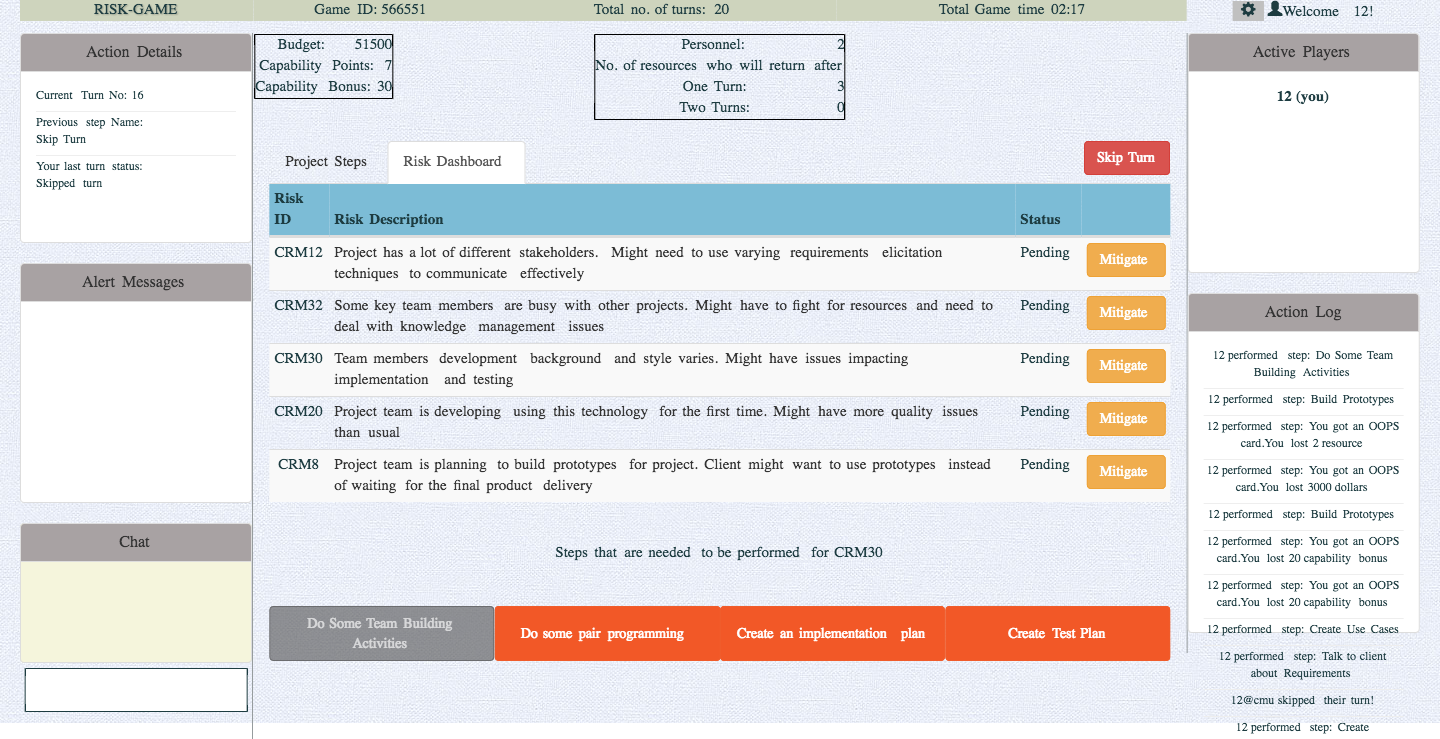 RISK-GAME
Game ID: 566551
Total no. of turns: 20
Total Game time 02:17
Welcome 12!
Action Details
Current Turn No: 16
Previous step Name:
Skip Turn
Your last turn status:
Skipped turn
Alert Messages
Chat
Budget: 51500
Capability Points: 7
Capability Bonus: 30
Personnel: 2
No. of resources who will return after
One Turn: 3
Two Turns: 0
Project Steps
Risk Dashboard
Skip Turn
Risk
ID
Risk Description
Status
CRM12 Project has a lot of different stakeholders. Might need to use varying requirements elicitation Pending Mitigate
techniques to communicate effectively
CRM32 Some key team members are busy with other projects. Might have to fight for resources and need to Pending Mitigate
deal with knowledge management issues
CRM30 Team members development background and style varies. Might have issues impacting Pending Mitigate
implementation and testing
CRM20 Project team is developing using this technology for the first time. Might have more quality issues Pending Mitigate
than usual
CRM8 Project team is planning to build prototypes for project. Client might want to use prototypes instead Pending Mitigate
of waiting for the final product delivery
Steps that are needed to be performed for CRM30
Do Some Team Building
Activities
Do some pair programming
Create an implementation plan
Create Test Plan
Active Players
12 (you)
Action Log
12 performed step: Do Some Team
Building Activities
12 performed step: Build Prototypes
12 performed step: You got an OOPS
card.You lost 2 resource
12 performed step: You got an OOPS
card.You lost 3000 dollars
12 performed step: Build Prototypes
12 performed step: You got an OOPS
card.You lost 20 capability bonus
12 performed step: You got an OOPS
card.You lost 20 capability bonus
12 performed step: Create Use Cases
12 performed step: Talk to client
about Requirements
12@cmu skipped their turn!
12 performed step: Create